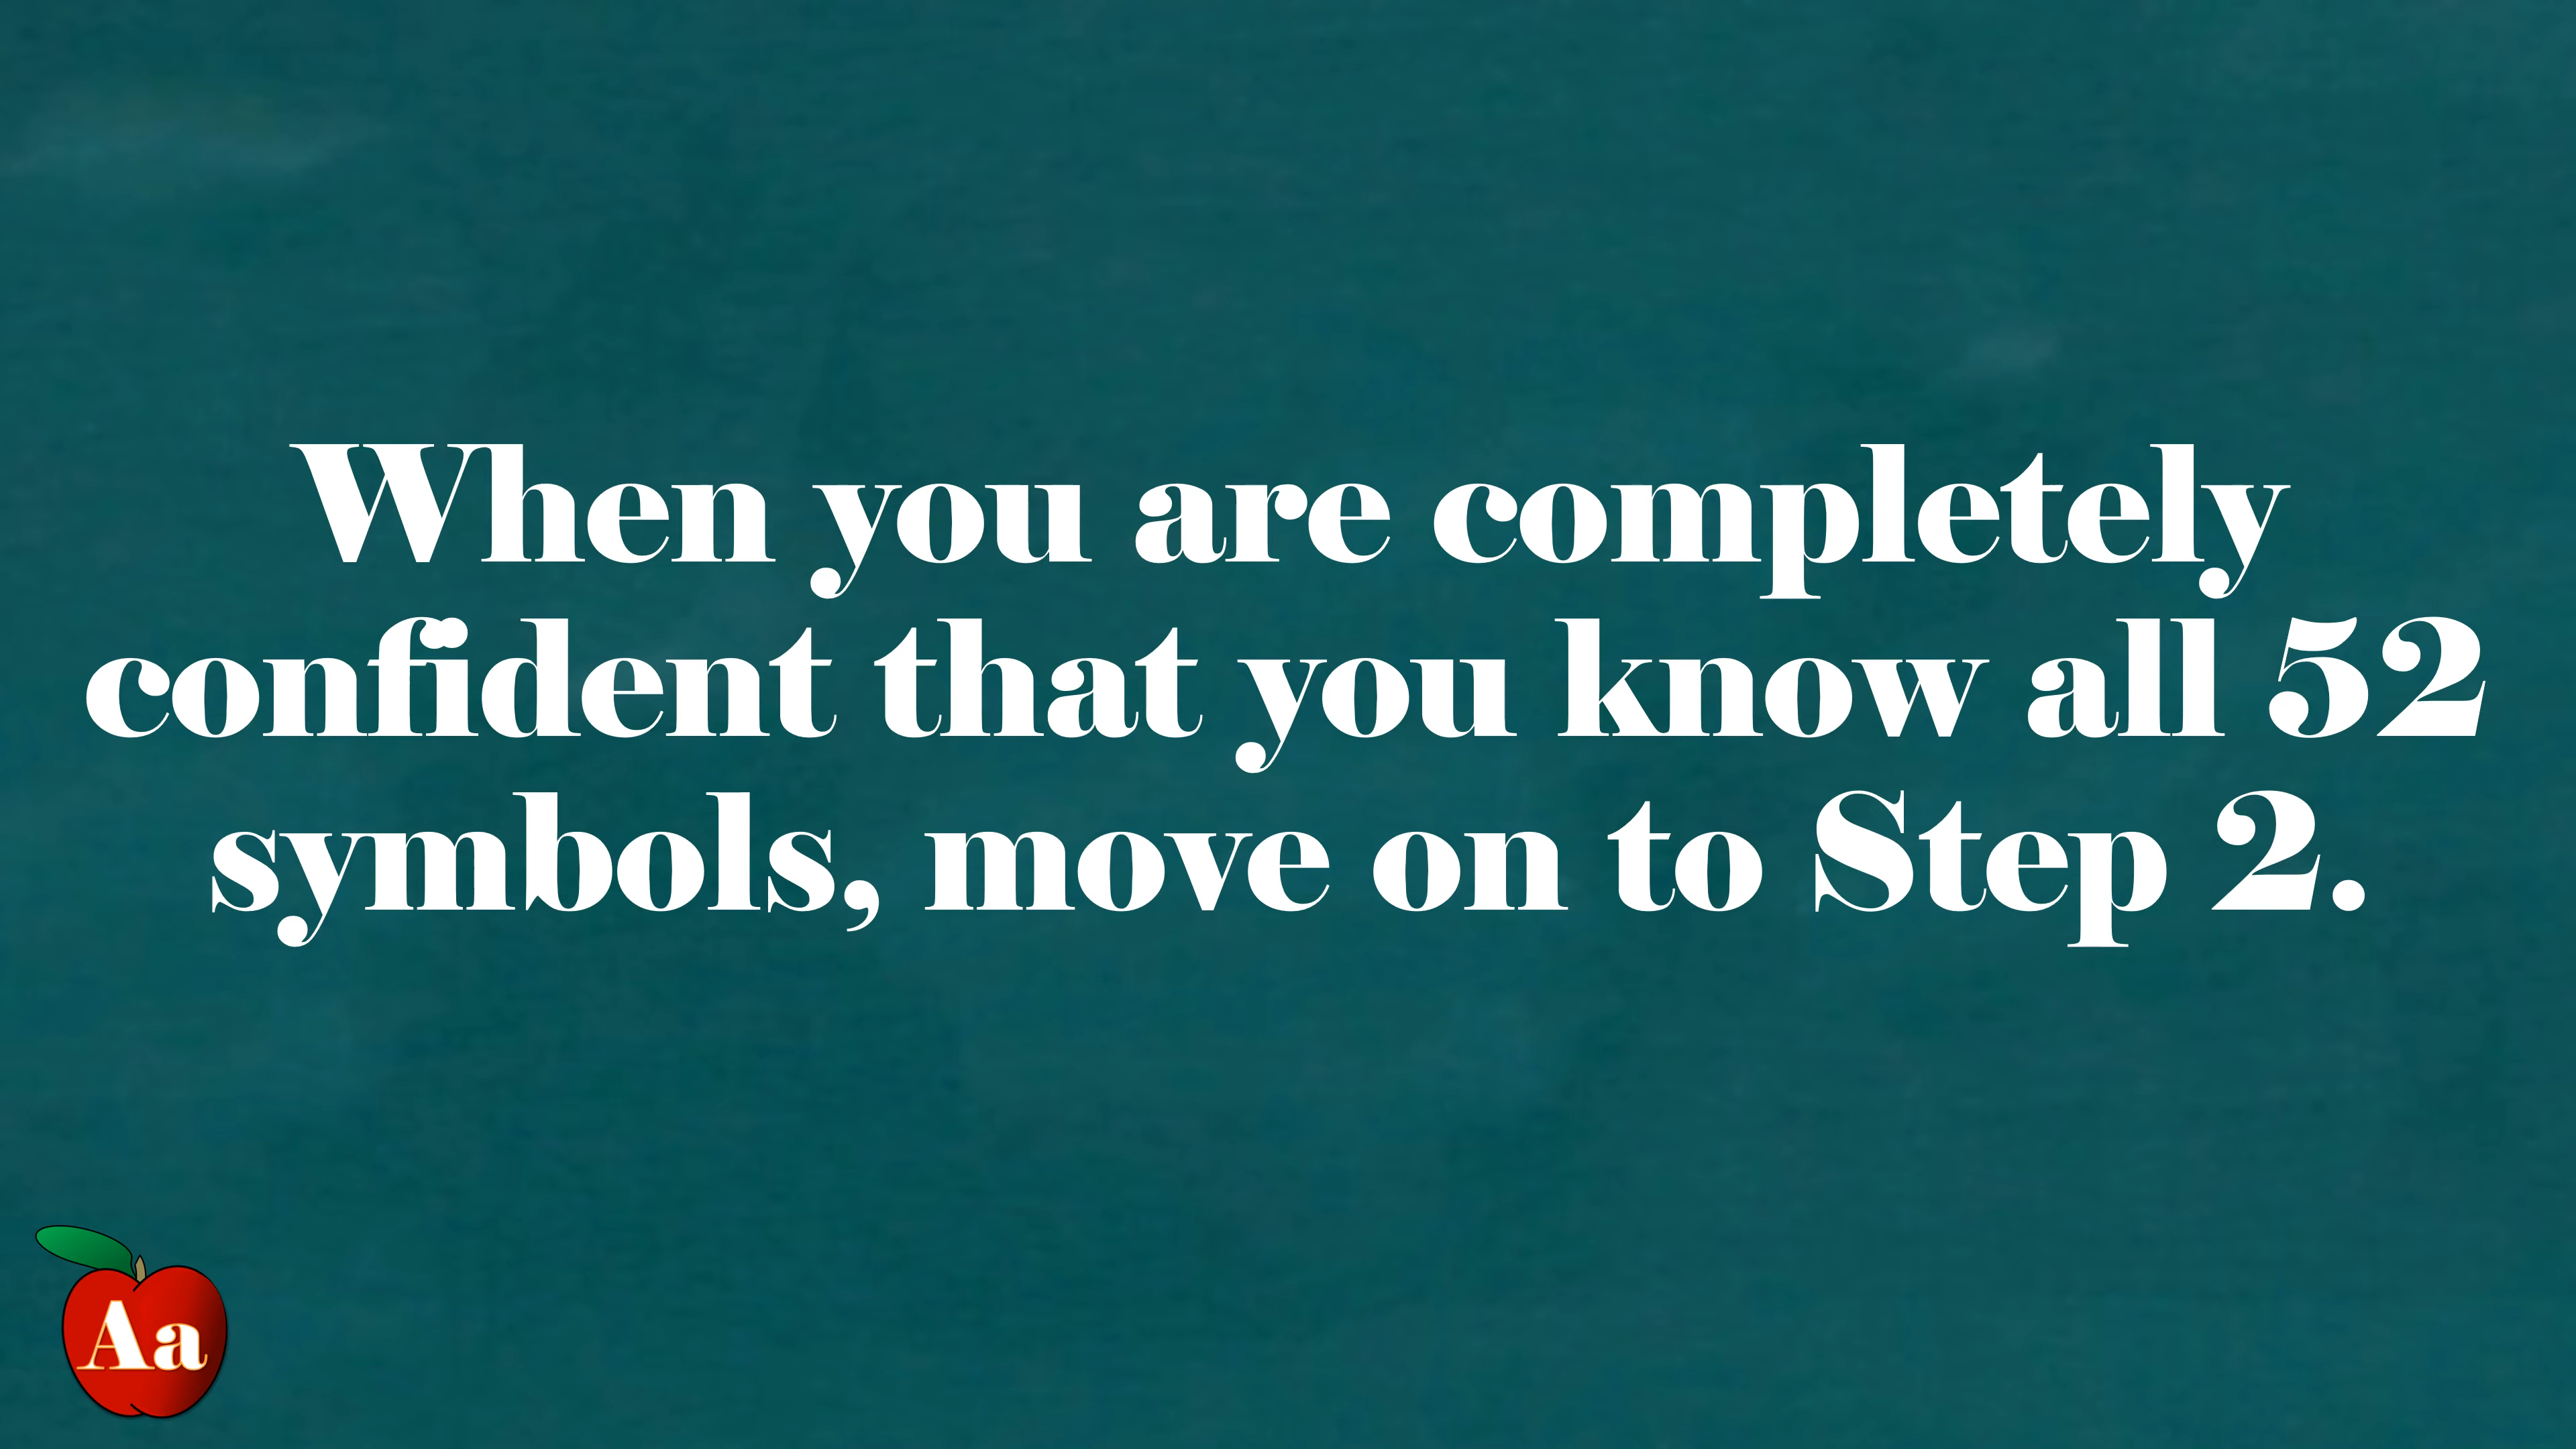 When you are completely
confident that you know all 52
symbols, move on to Step 2.
Aa